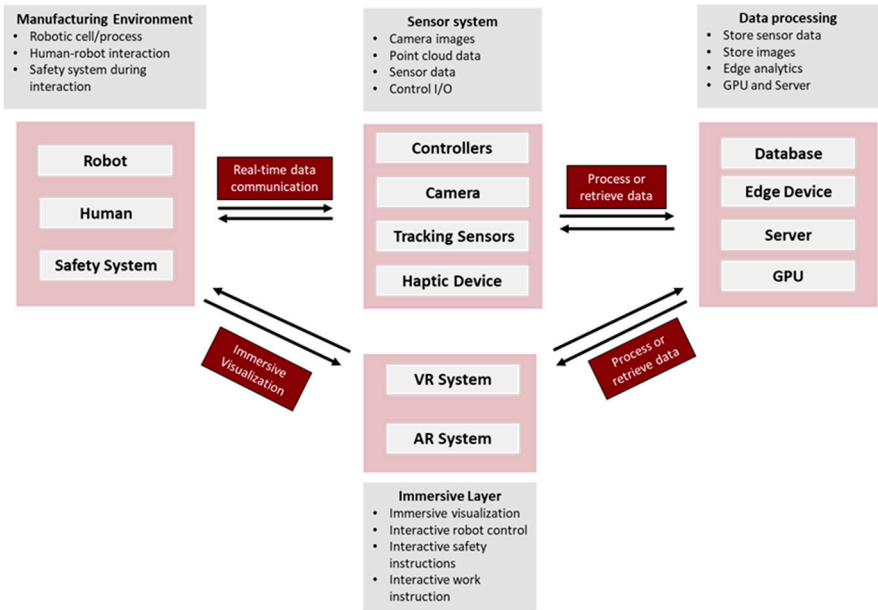 Manufacturing Environment
• Robotic cell/process
• Human-robot interaction
• Safety system during
interaction
Sensor system
• Camera images
• Point cloud data
• Sensor data
• Control I/O
Data processing
• Store sensor data
• Store images
• Edge analytics
• GPU and Server
Robot
Human
Safety System
Real-time data
communication
Controllers
Camera
Tracking Sensors
Haptic Device
Process or
retrieve data
Database
Edge Device
Server
GPU
Immersive
Visualization
VR System
AR System
Process or
retrieve data
Immersive Layer
• Immersive visualization
• Interactive robot control
• Interactive safety
instructions
• Interactive work
instruction